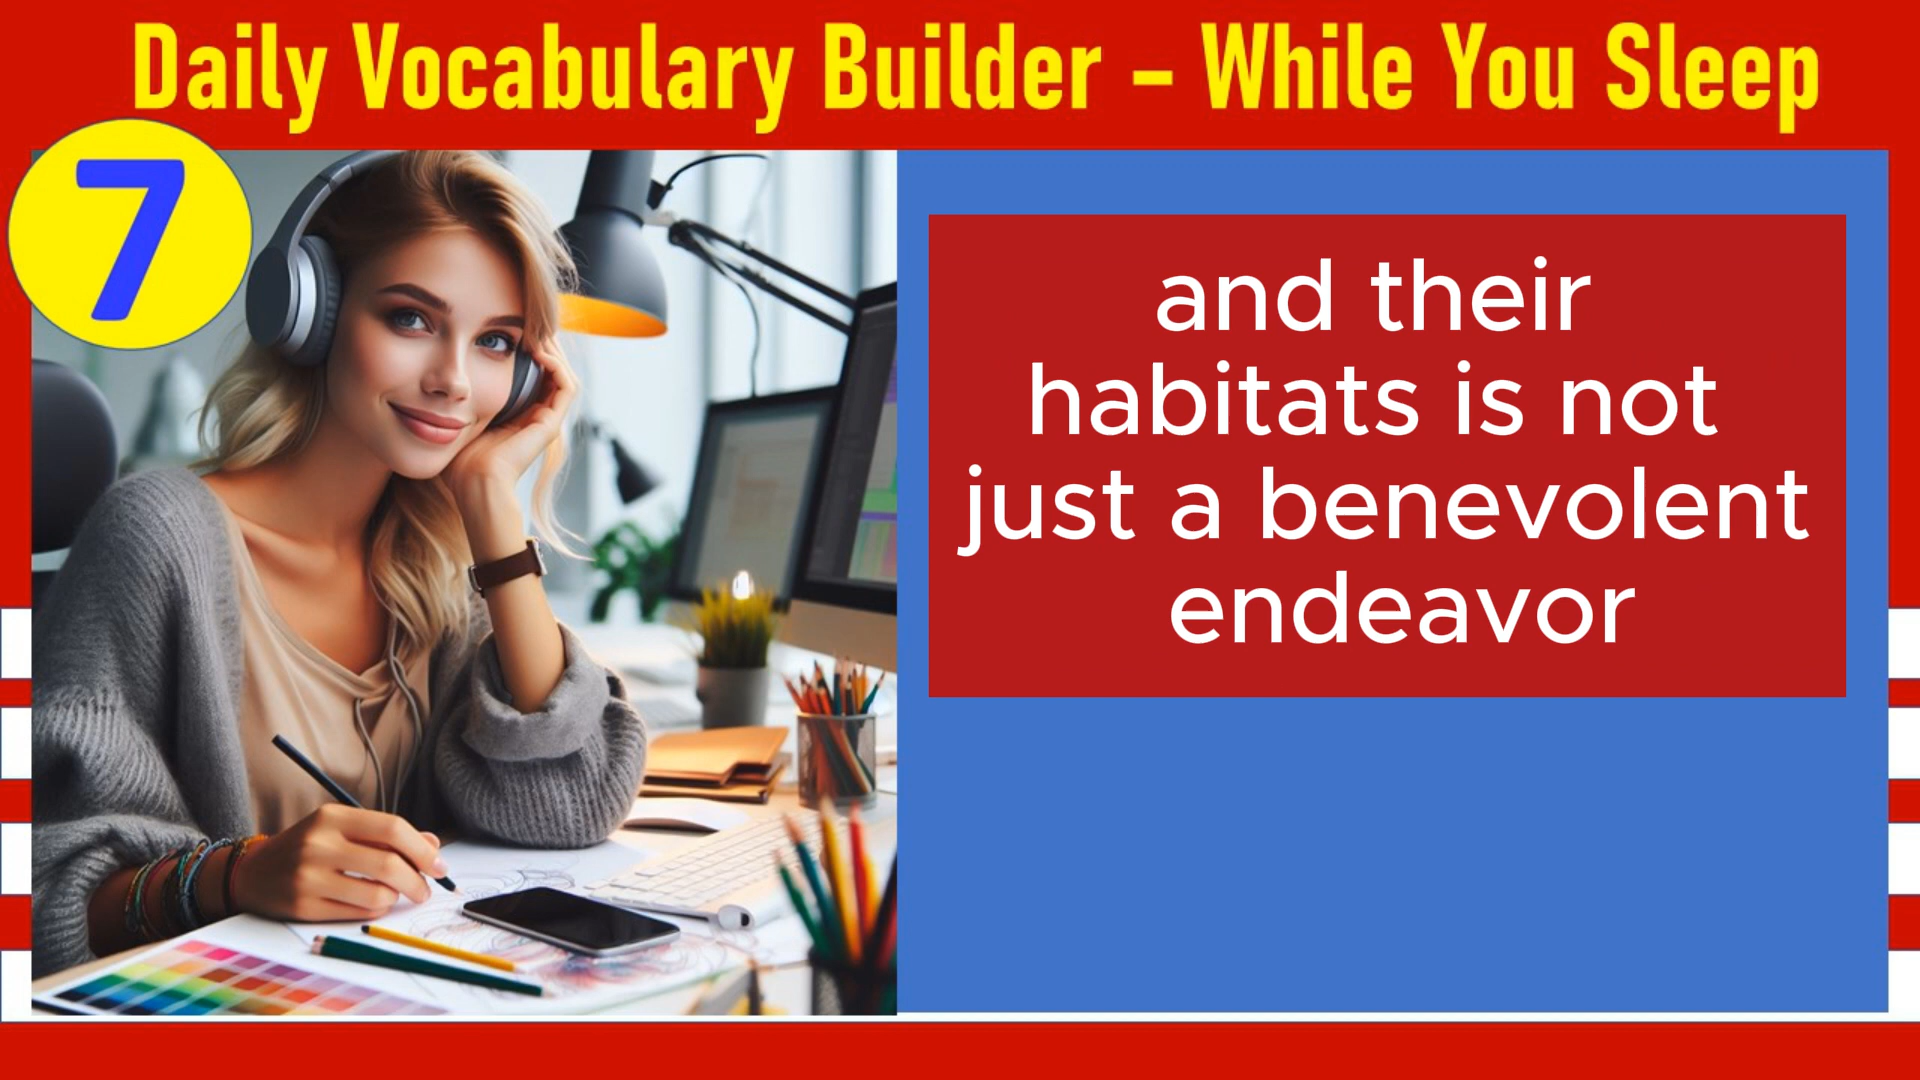 Daily Vocabulary Builder – While You Sleep
7
and their
habitats is not
just a benevolent
endeavor